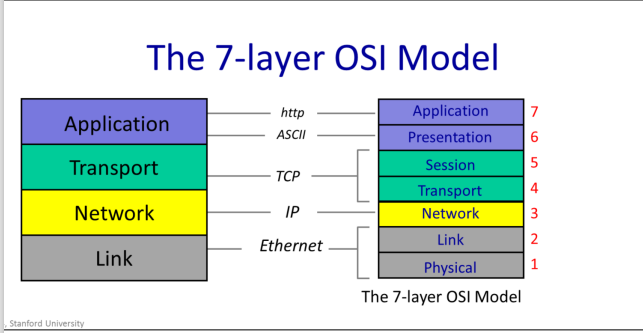 The 7-layer OSI Model
Application
Transport
Network
Link
http
ASCII
TCP
IP
Ethernet
Application 7
Presentation 6
Session 5
Transport 4
Network 3
Link 2
Physical 1
The 7-layer OSI Model
, Stanford University